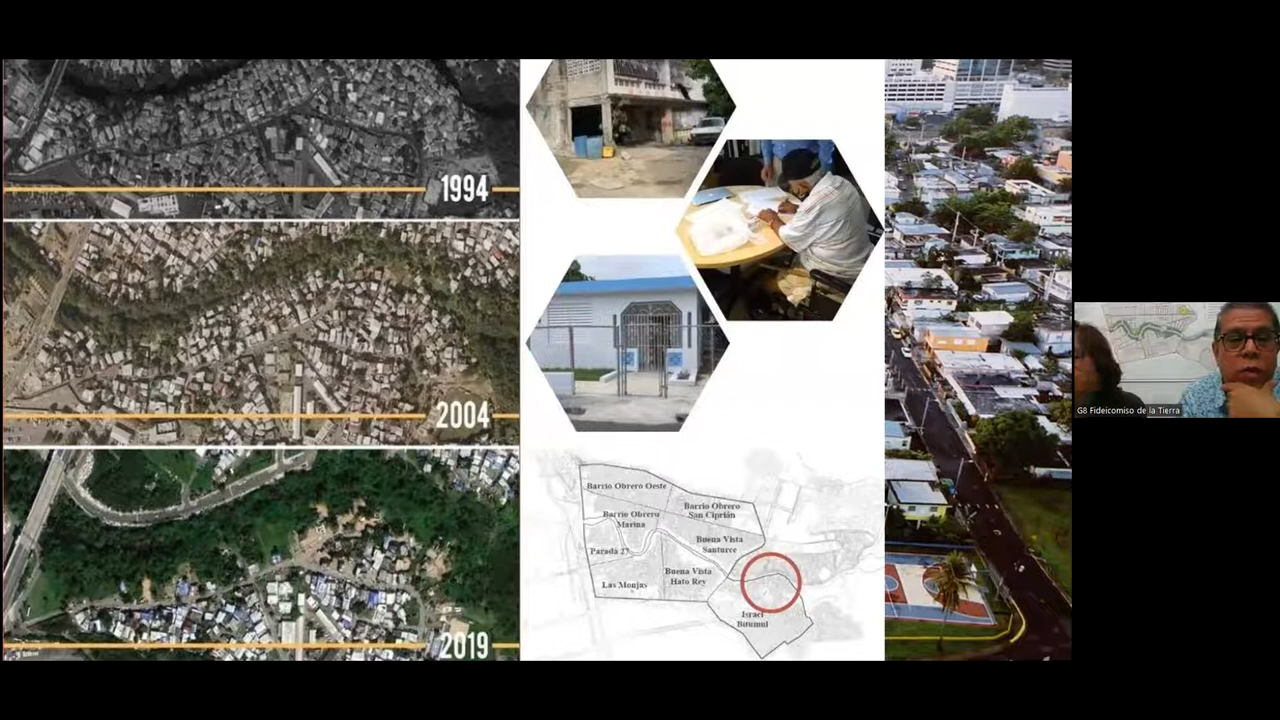 1994
2004
2019
Barrio Obrero Oeste
Barrio Obrero
San Ciprián
Barrio Obrero
Marina
Buena Vista
Santurce
Parada 27
Buena Vista
Hato Rey
Las Monjas
Israel
Bitumul
G8 Fideicomiso de la Tierra